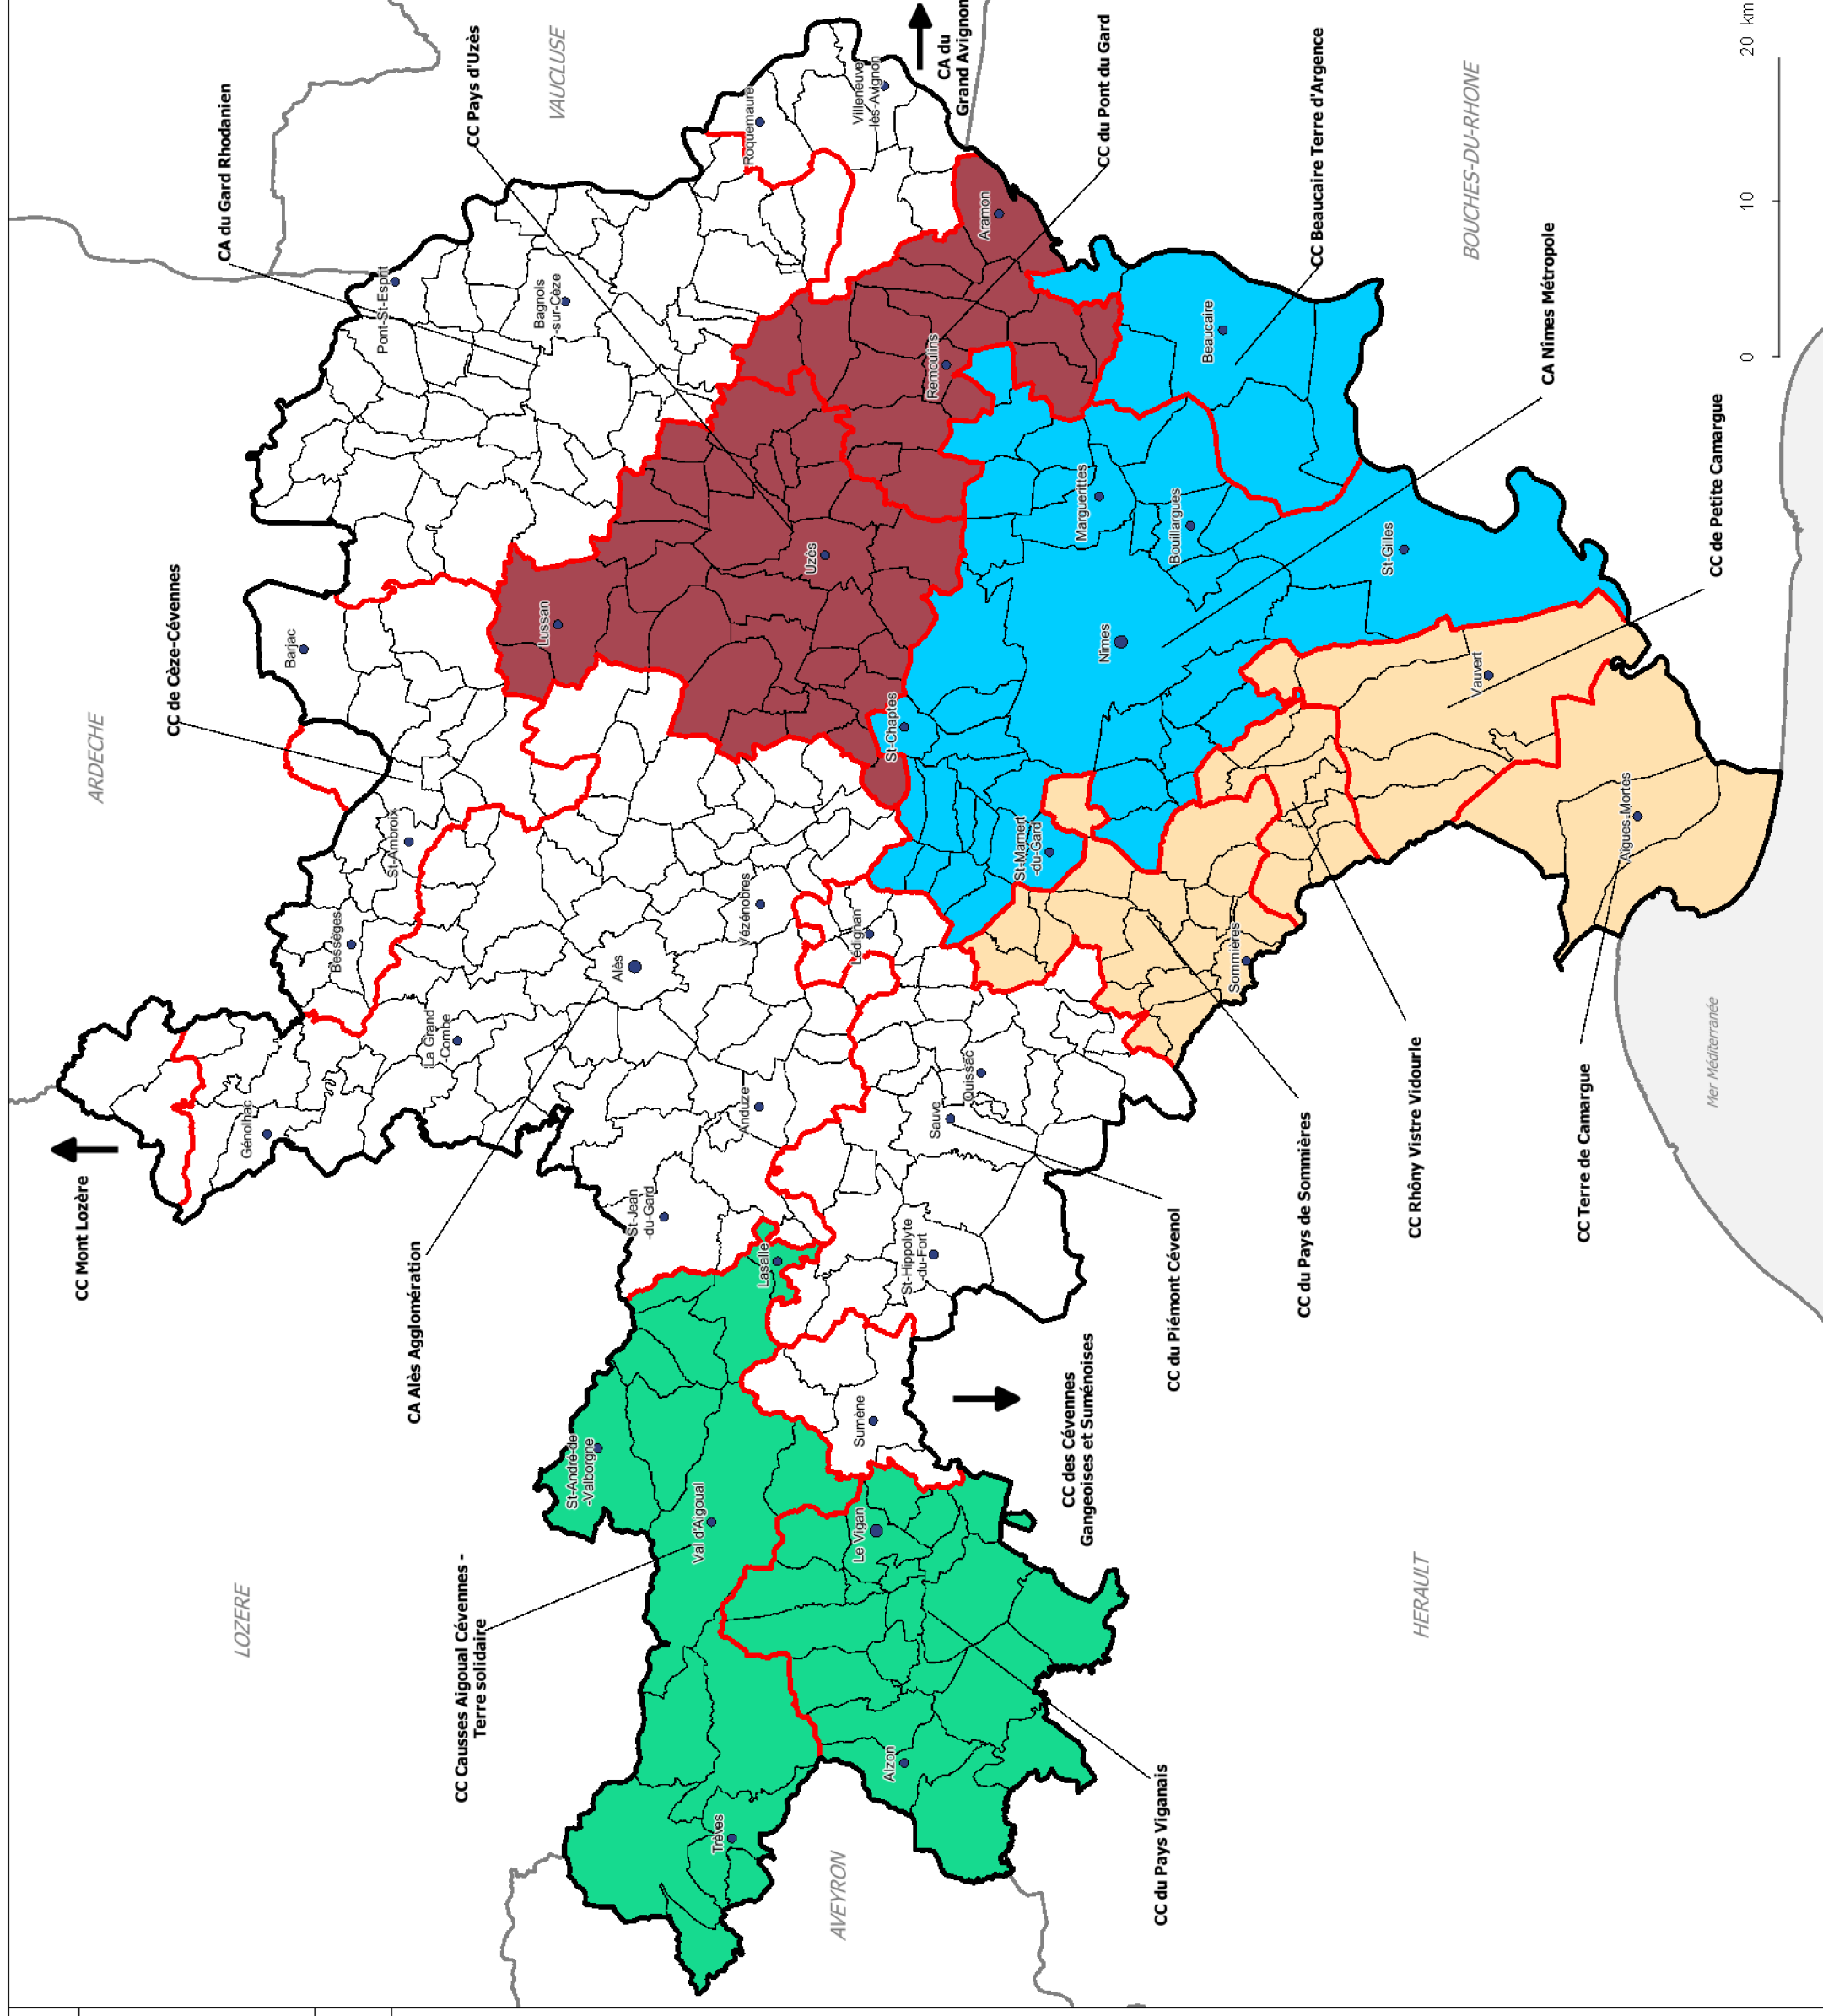 CC Mont Lozère
ARDECHE
CC de Cèze-Cévennes
CA du Gard Rhodanien
LOZERE
CA Alès Agglomération
CC Causses Aigoual Cévennes -
Terre solidaire
CC Pays d'Uzès
VAUCLUSE
CA du
Grand Avignon
CC du Pont du Gard
CC Beaucaire Terre d'Argence
BOUCHES-DU-RHONE
CA Nîmes Métropole
CC de Petite Camargue
AVEYRON
CC du Pays Viganais
CC des Cévennes
Gangeoises et Suménoises
CC du Piémont Cévenol
CC du Pays de Sommières
CC Rhôny Vistre Vidourle
CC Terre de Camargue
HERAULT
Mer Méditerranée
Génolhac
Barjac
Bessèges
St-Ambroix
Pont-St-Esprit
La Grand
-Combe
Bagnols
-sur-Cèze
Lussan
Alès
St-Jean
-du-Gard
St-André-de
-Valborgne
Val d'Aigoual
Trèves
Lasalle
Anduze
Vézénobres
Uzès
Roquemaure
Villeneuve
-lès-Avignon
Alzon
Le Vigan
Sumène
St-Hippolyte
-du-Fort
Sauve
Quissac
Lédignan
St-Chaptes
Remoulins
Aramon
St-Mamert
-du-Gard
Nîmes
Marguerittes
Bouillargues
Beaucaire
Sommières
St-Gilles
Vauvert
Aigues-Mortes
0
10
20 km